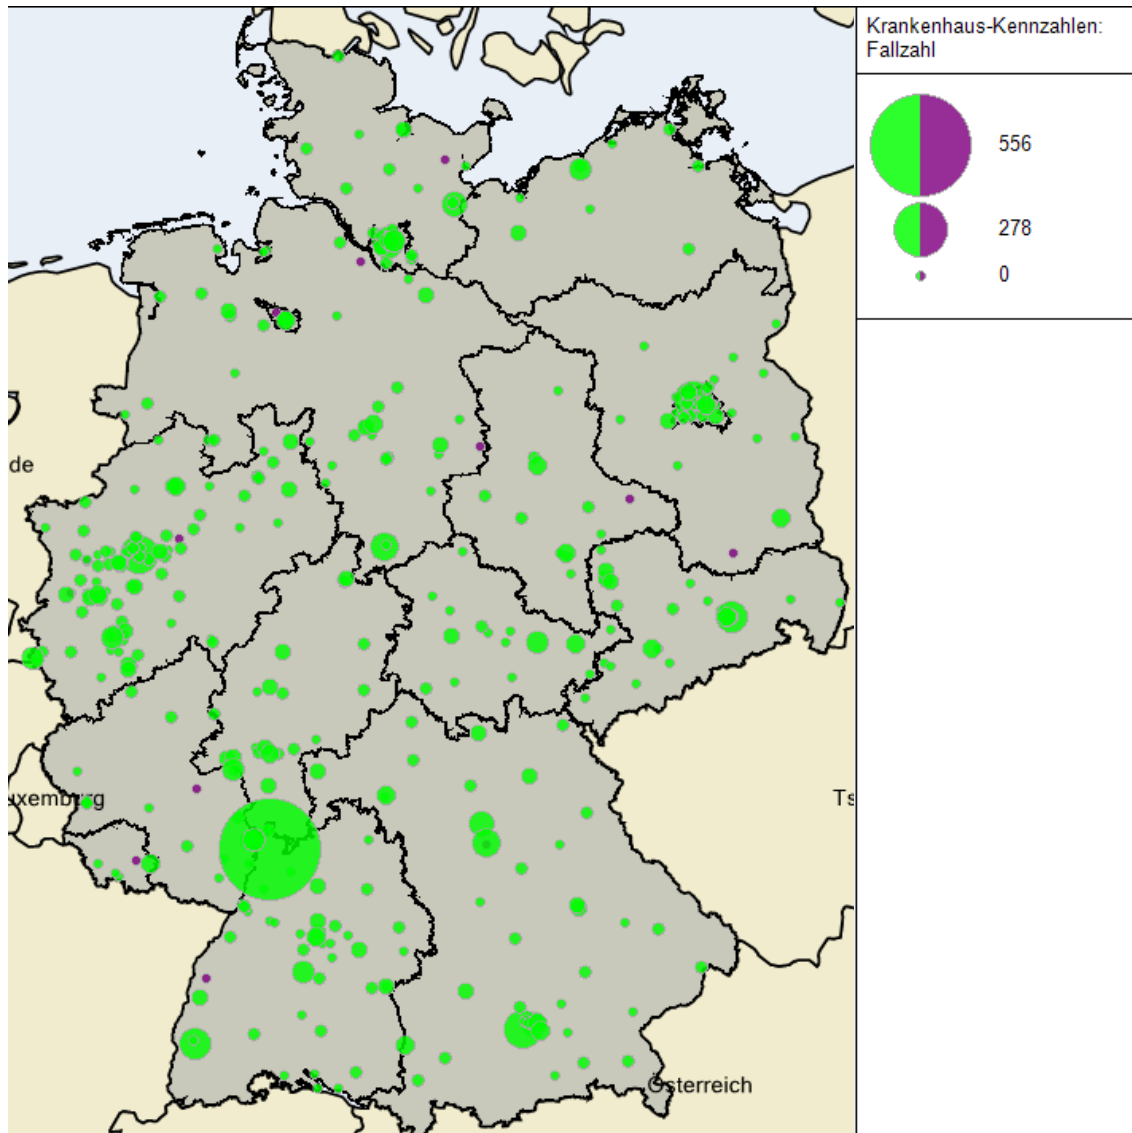 Krankenhaus-Kennzahlen:
Fallzahl
556
278
0
de
uxemburg
Ts
Österreich